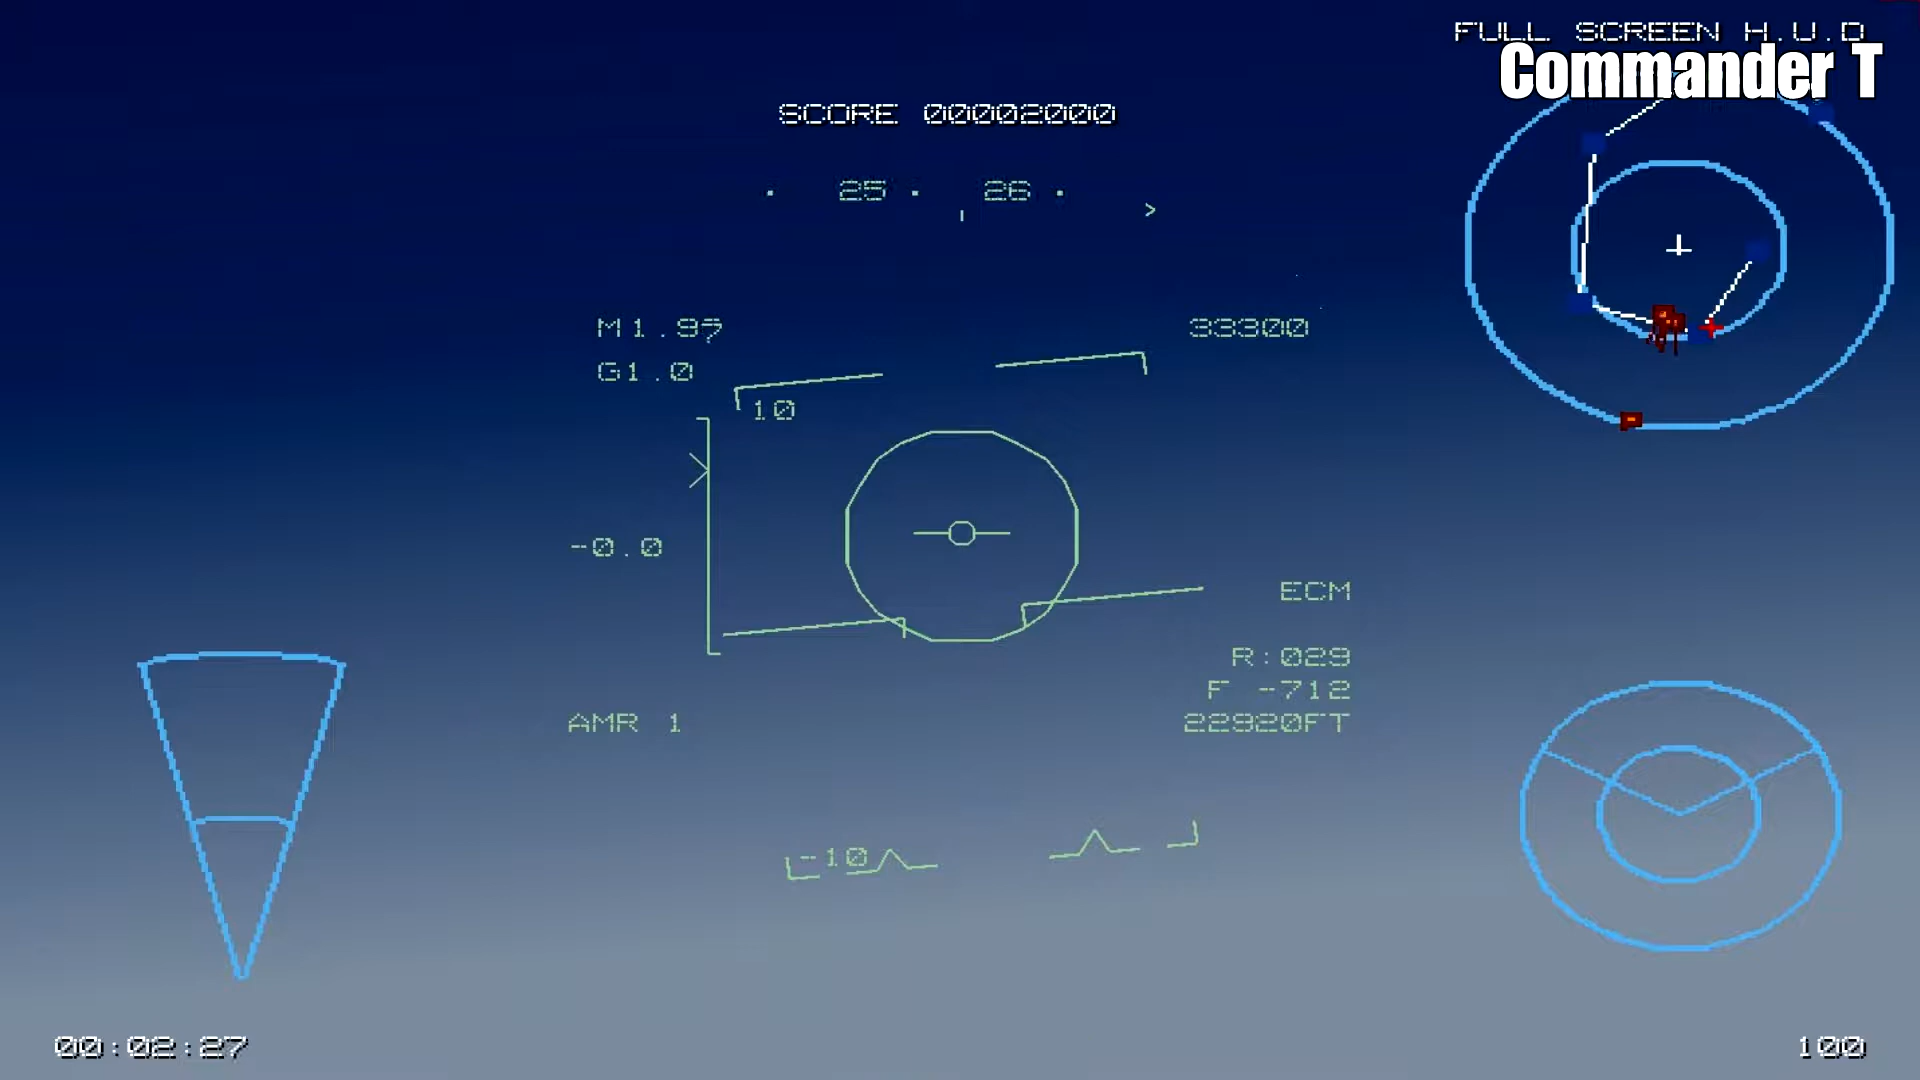 FULL SCREEN H.U.D
Commander T
SCORE 00002000
25 26
M1.97
33300
G1.0
10
-0.0
ECM
R:029
F -712
AMR 1
22920FT
-10
00:02:27
100